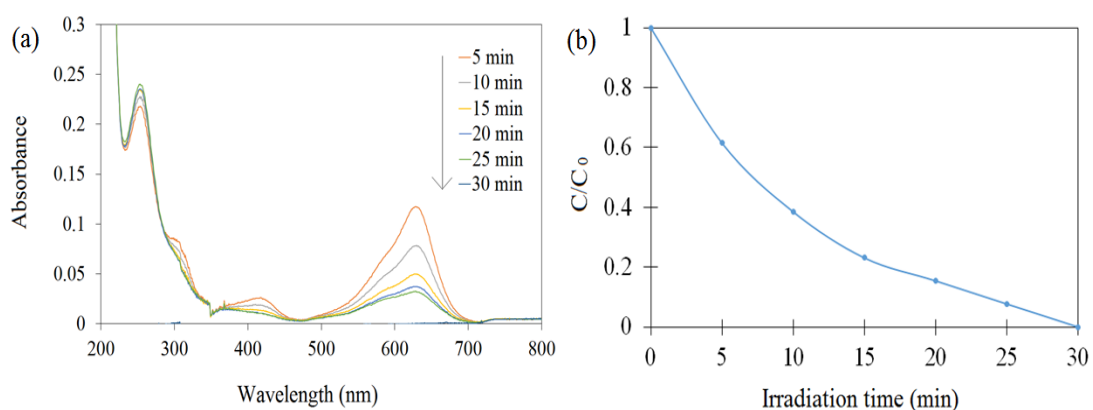 (a)
0.3
0.25
0.2
0.15
0.1
0.05
0
Absorbance
200 300 400 500 600 700 800
Wavelength (nm)
5 min
10 min
15 min
20 min
25 min
30 min
(b)
1
0.8
0.6
0.4
0.2
0
C/C₀
0 5 10 15 20 25 30
Irradiation time (min)